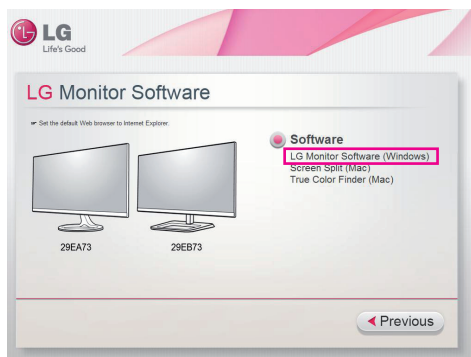 LG
Life's Good
LG Monitor Software
☞ Set the default Web browser to Internet Explorer.
Software
LG Monitor Software (Windows)
Screen Split (Mac)
True Color Finder (Mac)
29EA73
29EB73
Previous